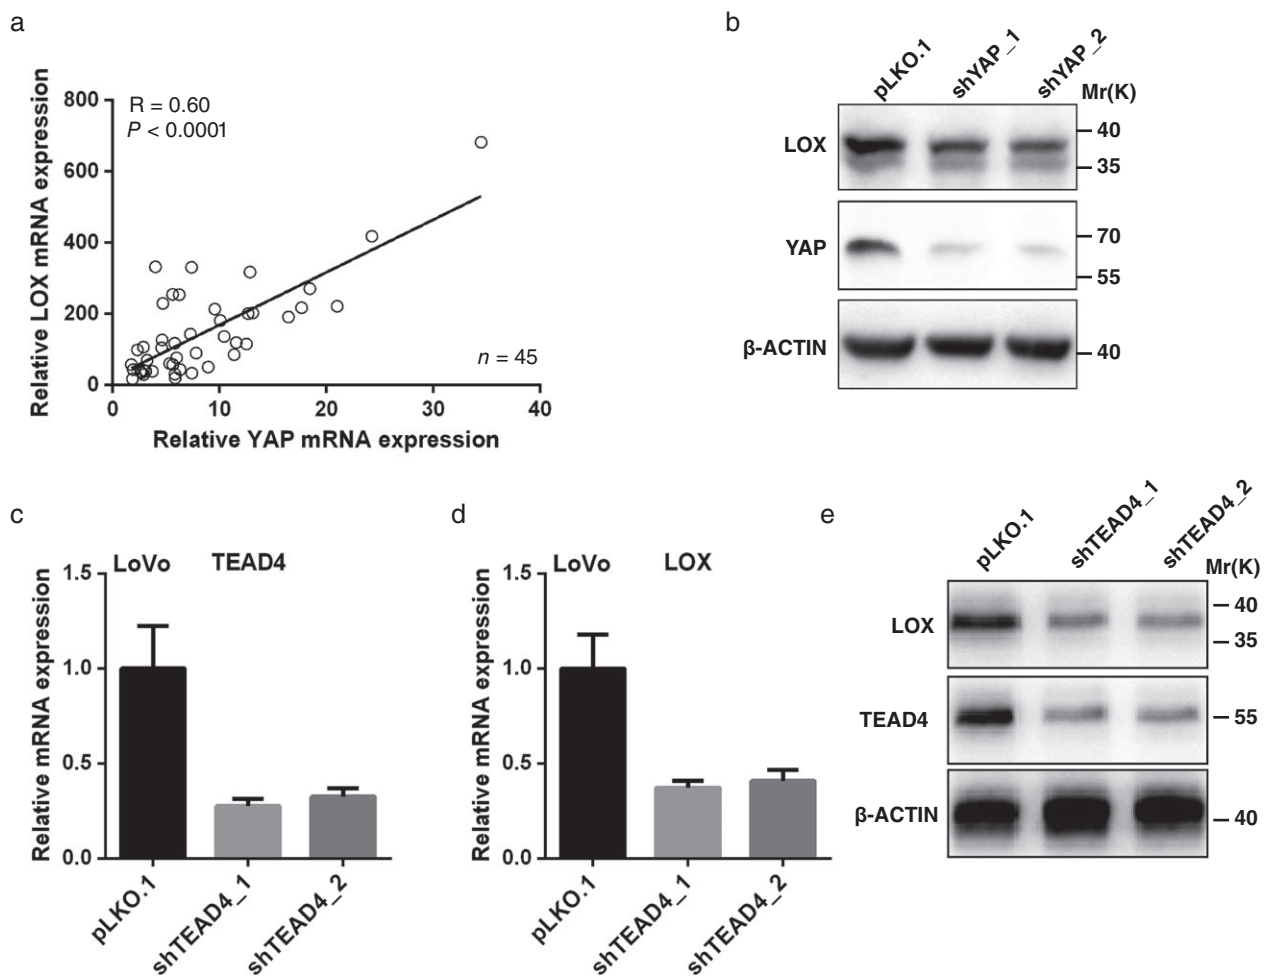 a
R = 0.60
P < 0.0001
n = 45
800
600
400
200
0
0 10 20 30 40
Relative LOX mRNA expression
Relative YAP mRNA expression
b
pLKO.1 shYAP_1 shYAP_2
Mr(K)
LOX
40
35
YAP
70
55
β-ACTIN
40
c
LoVo TEAD4
Relative mRNA expression
1.5
1.0
0.5
0.0
pLKO.1 shTEAD4_1 shTEAD4_2
d
LoVo LOX
Relative mRNA expression
1.5
1.0
0.5
0.0
pLKO.1 shTEAD4_1 shTEAD4_2
e
pLKO.1 shTEAD4_1 shTEAD4_2
Mr(K)
LOX
40
35
TEAD4
55
β-ACTIN
40